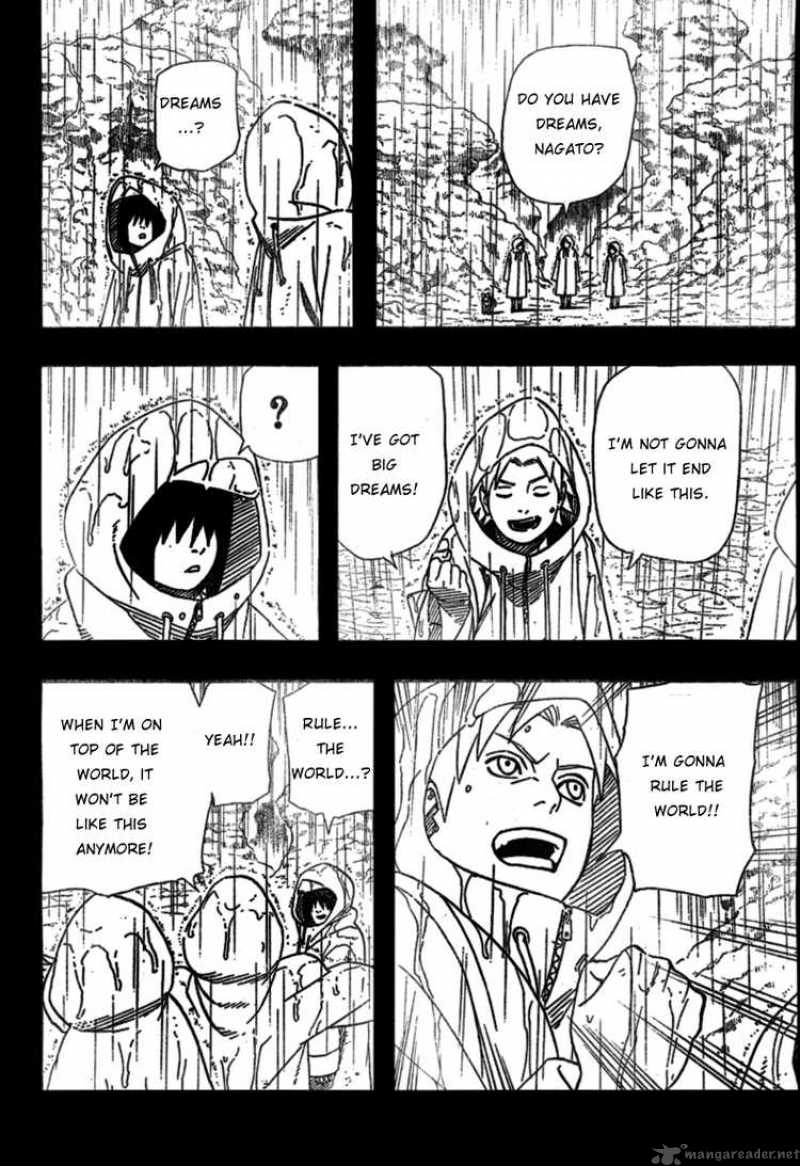 DO YOU HAVE
DREAMS,
NAGATO?
DREAMS
...?
I'M NOT GONNA
LET IT END
LIKE THIS.
I'VE GOT
BIG
DREAMS!
?
I'M GONNA
RULE THE
WORLD!!
RULE...
THE
WORLD...?
YEAH!!
WHEN I'M ON
TOP OF THE
WORLD, IT
WON'T BE
LIKE THIS
ANYMORE!
mangareader.net